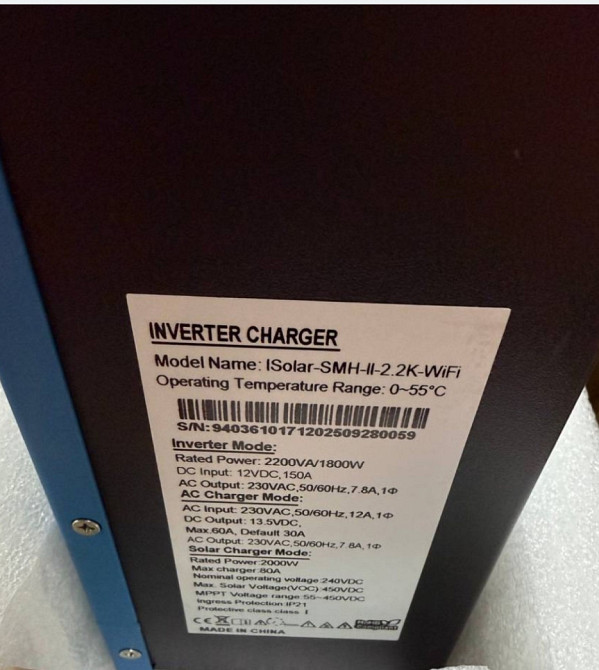 INVERTER CHARGER
Model Name: ISolar-SMH-II-2.2K-WiFi
Operating Temperature Range: 0~55°C
S/N: 9403610171202509280059
Inverter Mode:
Rated Power: 2200VA/1800W
DC Input: 12VDC, 150A
AC Output: 230VAC,50/60Hz,7.8A,1Φ
AC Charger Mode:
AC Input: 230VAC,50/60Hz,12A,1Φ
DC Output: 13.5VDC,
Max.60A, Default 30A
AC Output: 230VAC,50/60Hz,7.8A,1Φ
Solar Charger Mode:
Rated Power:2000W
Max charger:80A
Nominal operating voltage:240VDC
Max. Solar Voltage(VOC):450VDC
MPPT Voltage range:55~450VDC
Ingress Protection:IP21
Protective class:class I
CE
MADE IN CHINA